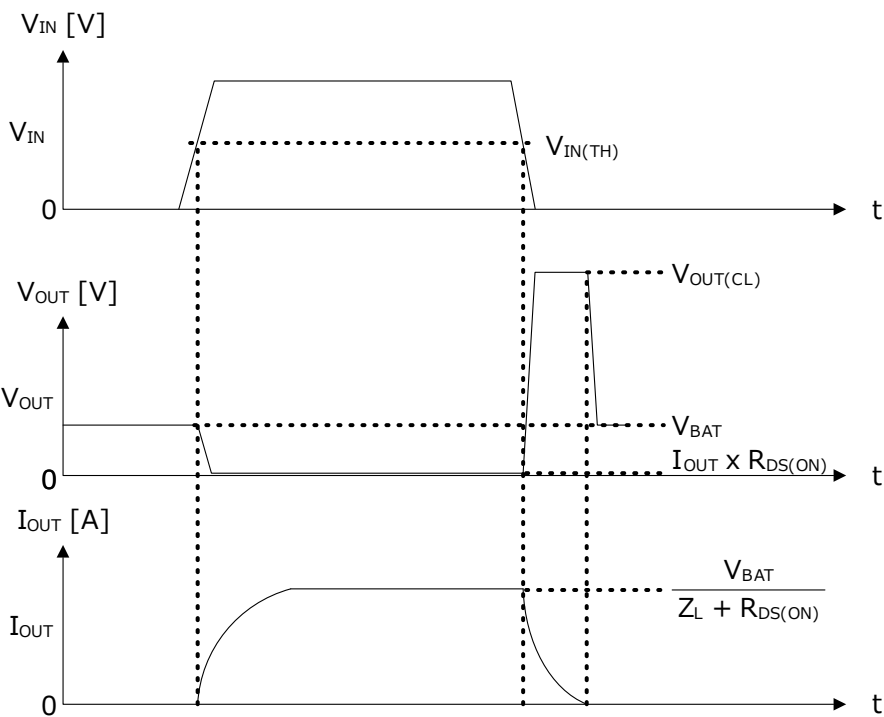 VIN [V]
VIN
VIN(TH)
0
t
VOUT [V]
VOUT(CL)
VOUT
VBAT
IOUT x RDS(ON)
0
t
IOUT [A]
VBAT
ZL + RDS(ON)
IOUT
0
t